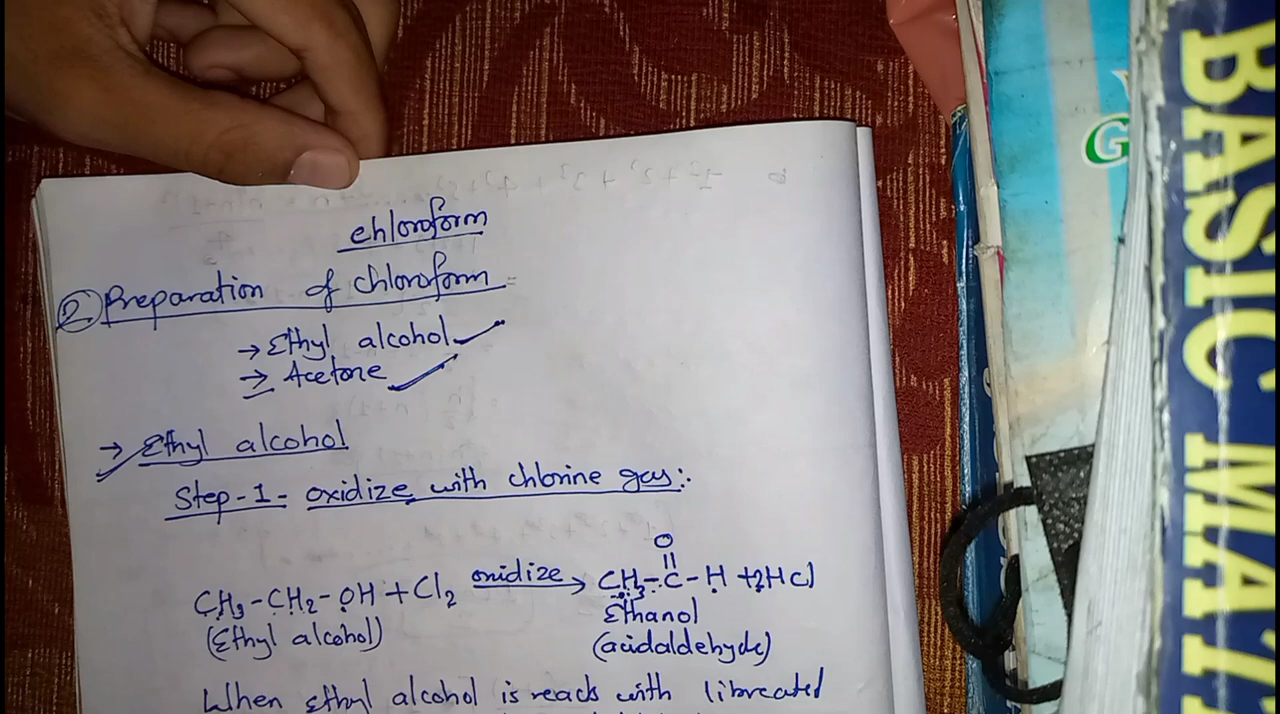 chloroform
② Preparation of chloroform =
→ Ethyl alcohol
→ Acetone
→ Ethyl alcohol
Step-1- oxidize with chlorine gas:.
O
||
CH3-CH2-OH + Cl2 oxidize → CH3-C-H +2HCl
(Ethyl alcohol) Ethanol
(acidaldehyde)
When ethyl alcohol is reacts with libreated
G
BASIC MAT